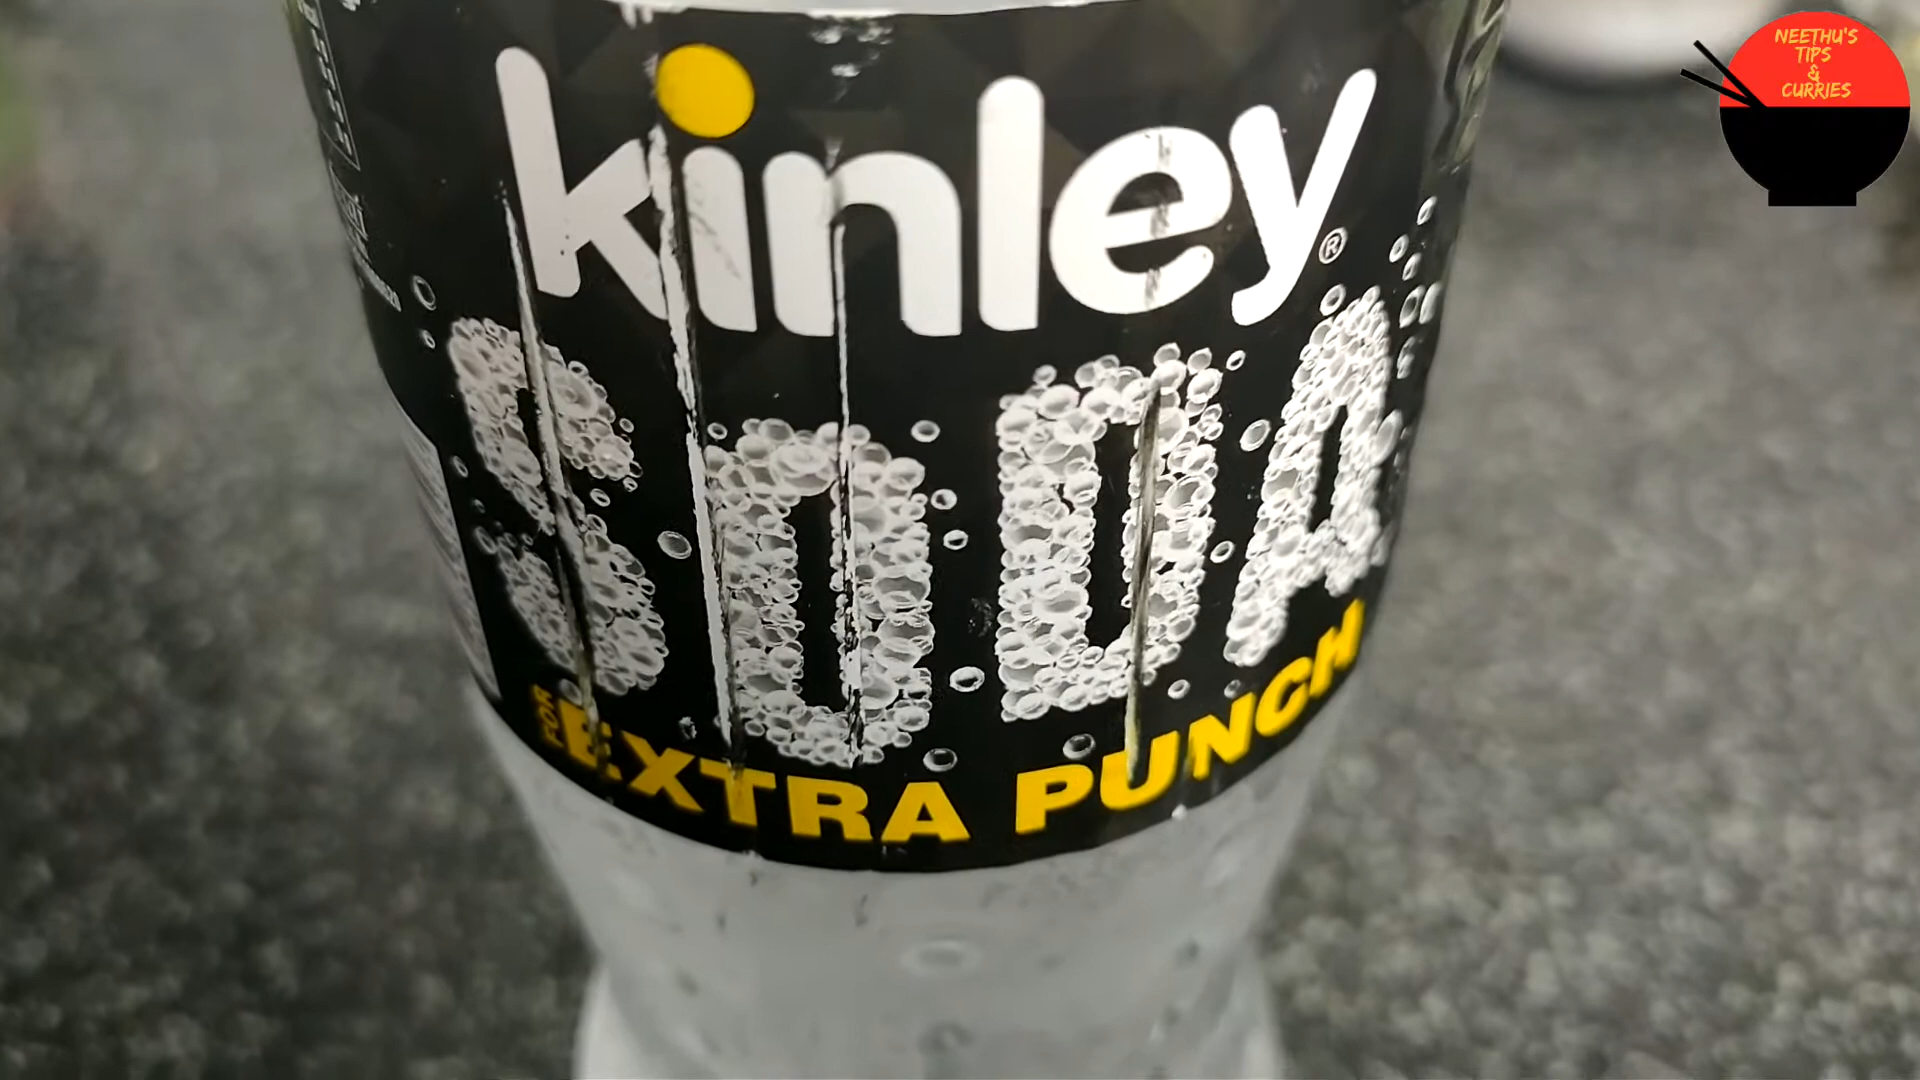 kinley®
SODA
FOR EXTRA PUNCH
NEETHU'S
TIPS
&
CURRIES